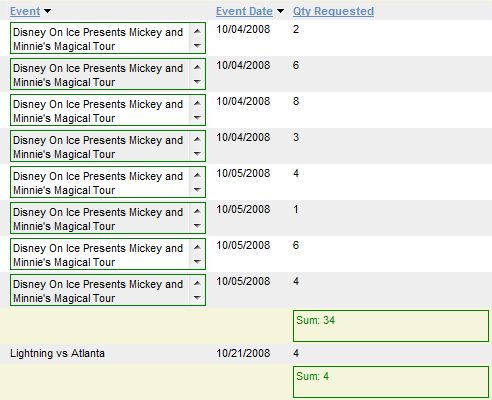 Event Event Date Qty Requested
Disney On Ice Presents Mickey and 10/04/2008 2
Minnie's Magical Tour
Disney On Ice Presents Mickey and 10/04/2008 6
Minnie's Magical Tour
Disney On Ice Presents Mickey and 10/04/2008 8
Minnie's Magical Tour
Disney On Ice Presents Mickey and 10/04/2008 3
Minnie's Magical Tour
Disney On Ice Presents Mickey and 10/05/2008 4
Minnie's Magical Tour
Disney On Ice Presents Mickey and 10/05/2008 1
Minnie's Magical Tour
Disney On Ice Presents Mickey and 10/05/2008 6
Minnie's Magical Tour
Disney On Ice Presents Mickey and 10/05/2008 4
Minnie's Magical Tour
Sum: 34
Lightning vs Atlanta 10/21/2008 4
Sum: 4